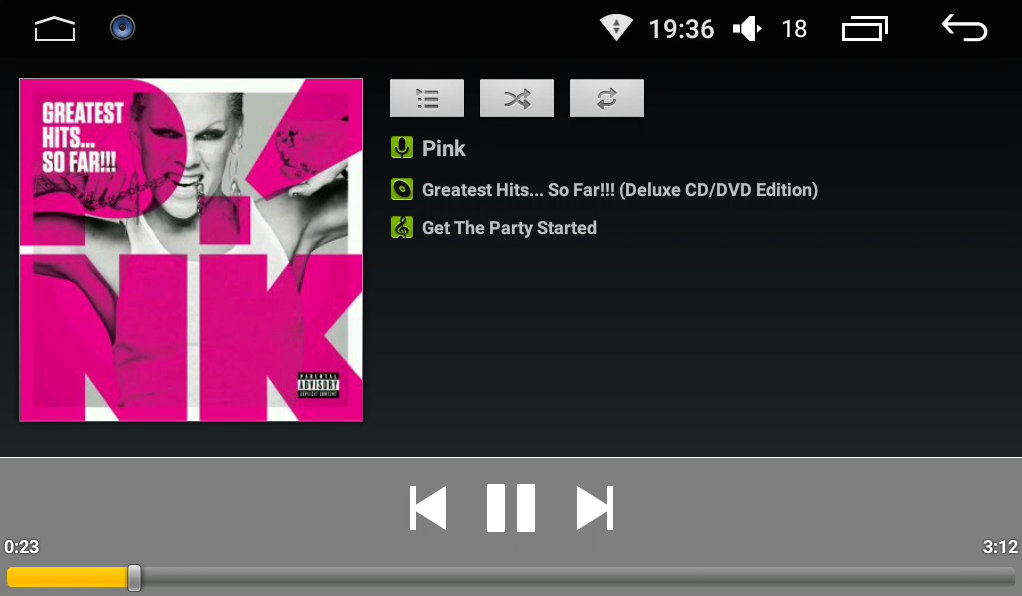 19:36
18
GREATEST
HITS...
SO FAR!!!
P!
NK
PARENTAL
ADVISORY
EXPLICIT CONTENT
Pink
Greatest Hits... So Far!!! (Deluxe CD/DVD Edition)
Get The Party Started
0:23
3:12